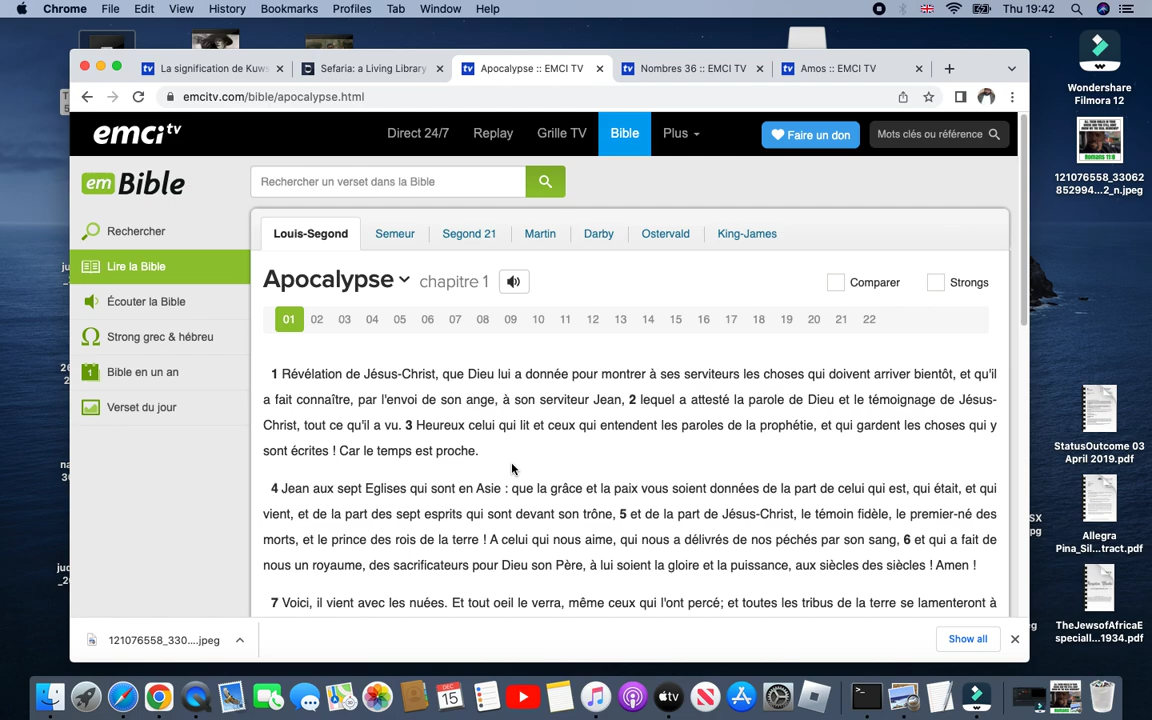 Chrome File Edit View History Bookmarks Profiles Tab Window Help Thu 19:42
La signification de Kuws Sefaria: a Living Library Apocalypse :: EMCI TV Nombres 36 :: EMCI TV Amos :: EMCI TV
emcitv.com/bible/apocalypse.html
emci tv Direct 24/7 Replay Grille TV Bible Plus Faire un don Mots clés ou référence
em Bible Rechercher un verset dans la Bible
Rechercher
Lire la Bible
Écouter la Bible
Strong grec & hébreu
Bible en un an
Verset du jour
Louis-Segond Semeur Segond 21 Martin Darby Ostervald King-James
Apocalypse chapitre 1 Comparer Strongs
01 02 03 04 05 06 07 08 09 10 11 12 13 14 15 16 17 18 19 20 21 22
1 Révélation de Jésus-Christ, que Dieu lui a donnée pour montrer à ses serviteurs les choses qui doivent arriver bientôt, et qu'il
a fait connaître, par l'envoi de son ange, à son serviteur Jean, 2 lequel a attesté la parole de Dieu et le témoignage de Jésus-
Christ, tout ce qu'il a vu. 3 Heureux celui qui lit et ceux qui entendent les paroles de la prophétie, et qui gardent les choses qui y
sont écrites ! Car le temps est proche.
4 Jean aux sept Eglises qui sont en Asie : que la grâce et la paix vous soient données de la part de celui qui est, qui était, et qui
vient, et de la part des sept esprits qui sont devant son trône, 5 et de la part de Jésus-Christ, le témoin fidèle, le premier-né des
morts, et le prince des rois de la terre ! A celui qui nous aime, qui nous a délivrés de nos péchés par son sang, 6 et qui a fait de
nous un royaume, des sacrificateurs pour Dieu son Père, à lui soient la gloire et la puissance, aux siècles des siècles ! Amen !
7 Voici, il vient avec les nuées. Et tout oeil le verra, même ceux qui l'ont percé; et toutes les tribus de la terre se lamenteront à
121076558_330....jpeg Show all
Wondershare
Filmora 12
121076558_33062
852994...2_n.jpeg
StatusOutcome 03
April 2019.pdf
Allegra
Pina_Sil...tract.pdf
TheJewsofAfricaE
speciall...1934.pdf
DEC
15